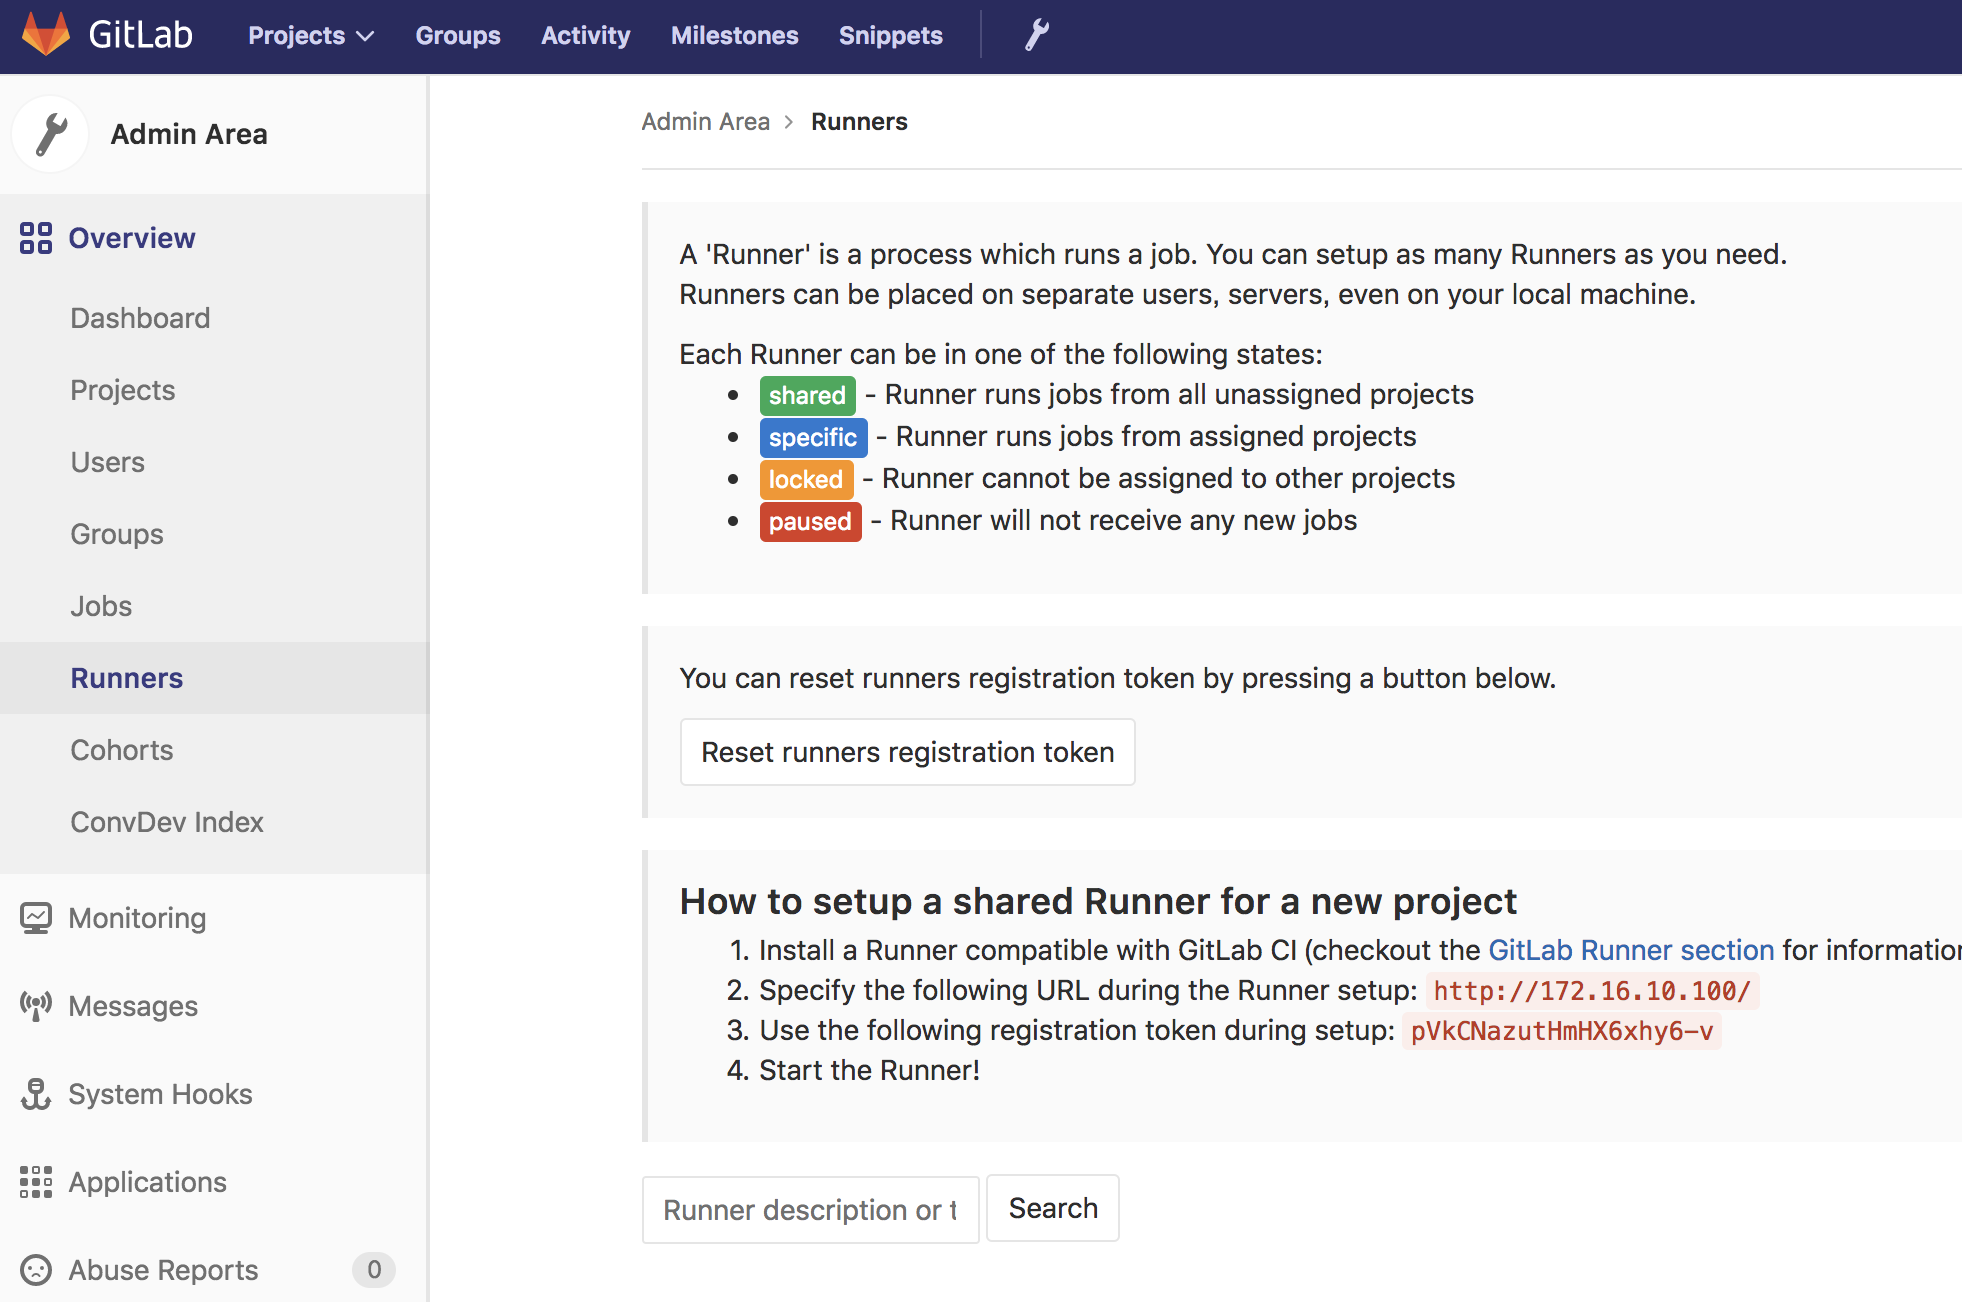 GitLab Projects Groups Activity Milestones Snippets
Admin Area
Overview
Dashboard
Projects
Users
Groups
Jobs
Runners
Cohorts
ConvDev Index
Monitoring
Messages
System Hooks
Applications
Abuse Reports 0
Admin Area > Runners
A 'Runner' is a process which runs a job. You can setup as many Runners as you need.
Runners can be placed on separate users, servers, even on your local machine.
Each Runner can be in one of the following states:
• shared - Runner runs jobs from all unassigned projects
• specific - Runner runs jobs from assigned projects
• locked - Runner cannot be assigned to other projects
• paused - Runner will not receive any new jobs
You can reset runners registration token by pressing a button below.
Reset runners registration token
How to setup a shared Runner for a new project
1. Install a Runner compatible with GitLab CI (checkout the GitLab Runner section for information
2. Specify the following URL during the Runner setup: http://172.16.10.100/
3. Use the following registration token during setup: pVkCNazutHmHX6xhy6-v
4. Start the Runner!
Runner description or t
Search